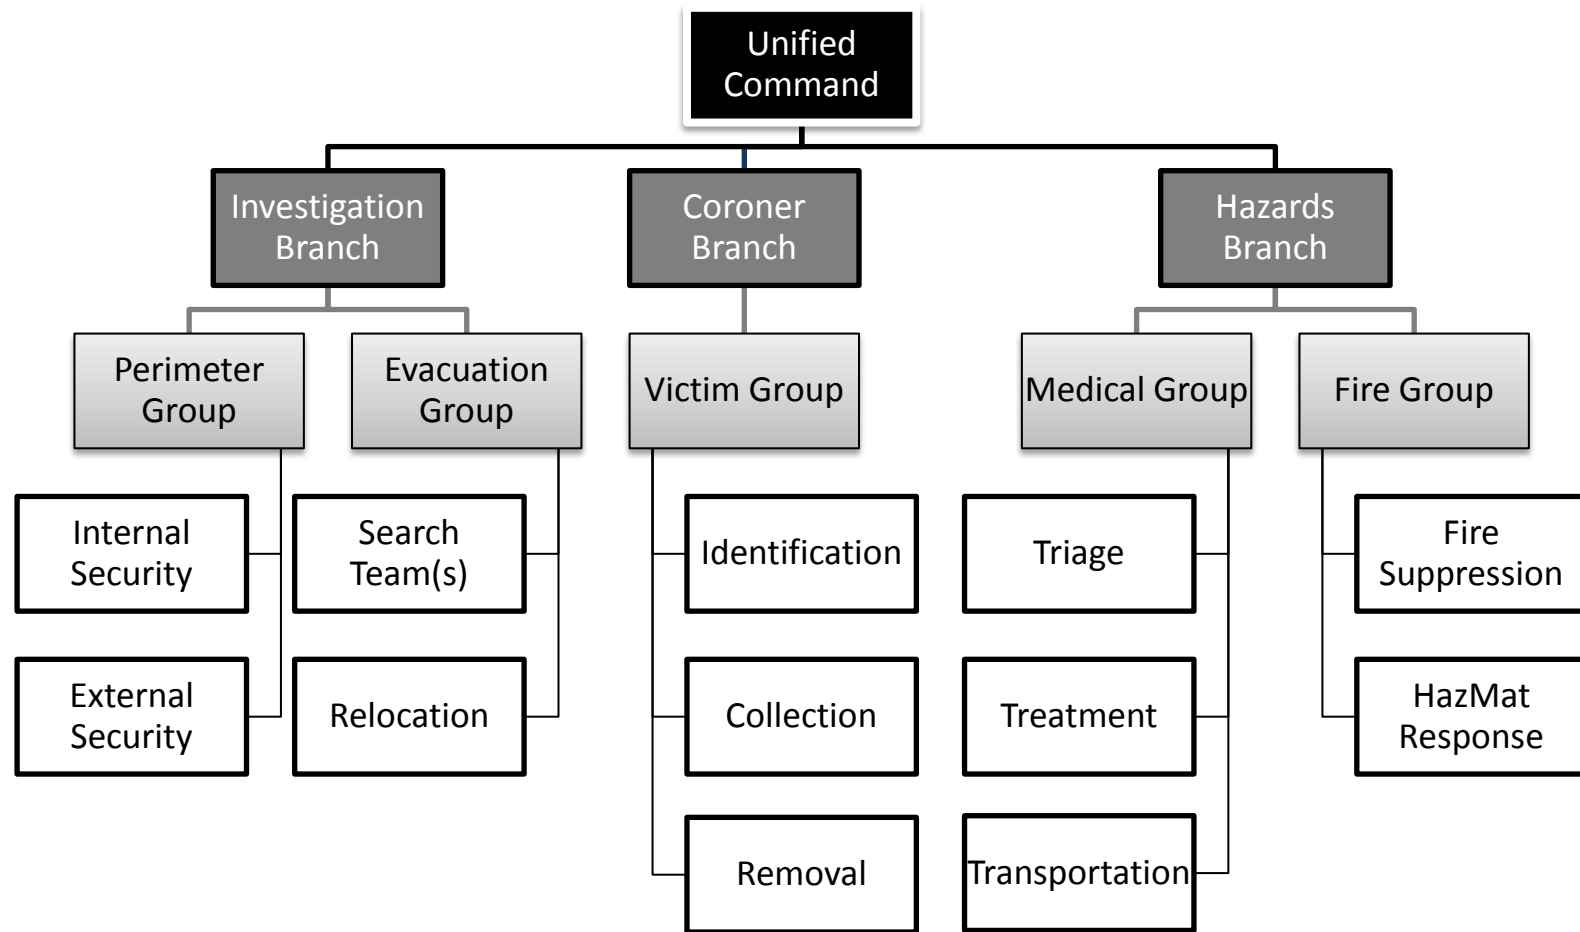 Unified
Command
Investigation
Branch
Coroner
Branch
Hazards
Branch
Perimeter
Group
Evacuation
Group
Victim Group
Medical Group
Fire Group
Internal
Security
Search
Team(s)
Identification
Triage
Fire
Suppression
External
Security
Relocation
Collection
Treatment
HazMat
Response
Removal
Transportation